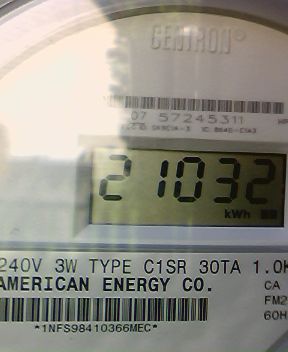 CENTRON®
07 57245311
21032
kWh
240V 3W TYPE C1SR 30TA 1.0K
AMERICAN ENERGY CO. CA
FM2
60H
*1NFS98410366MEC*